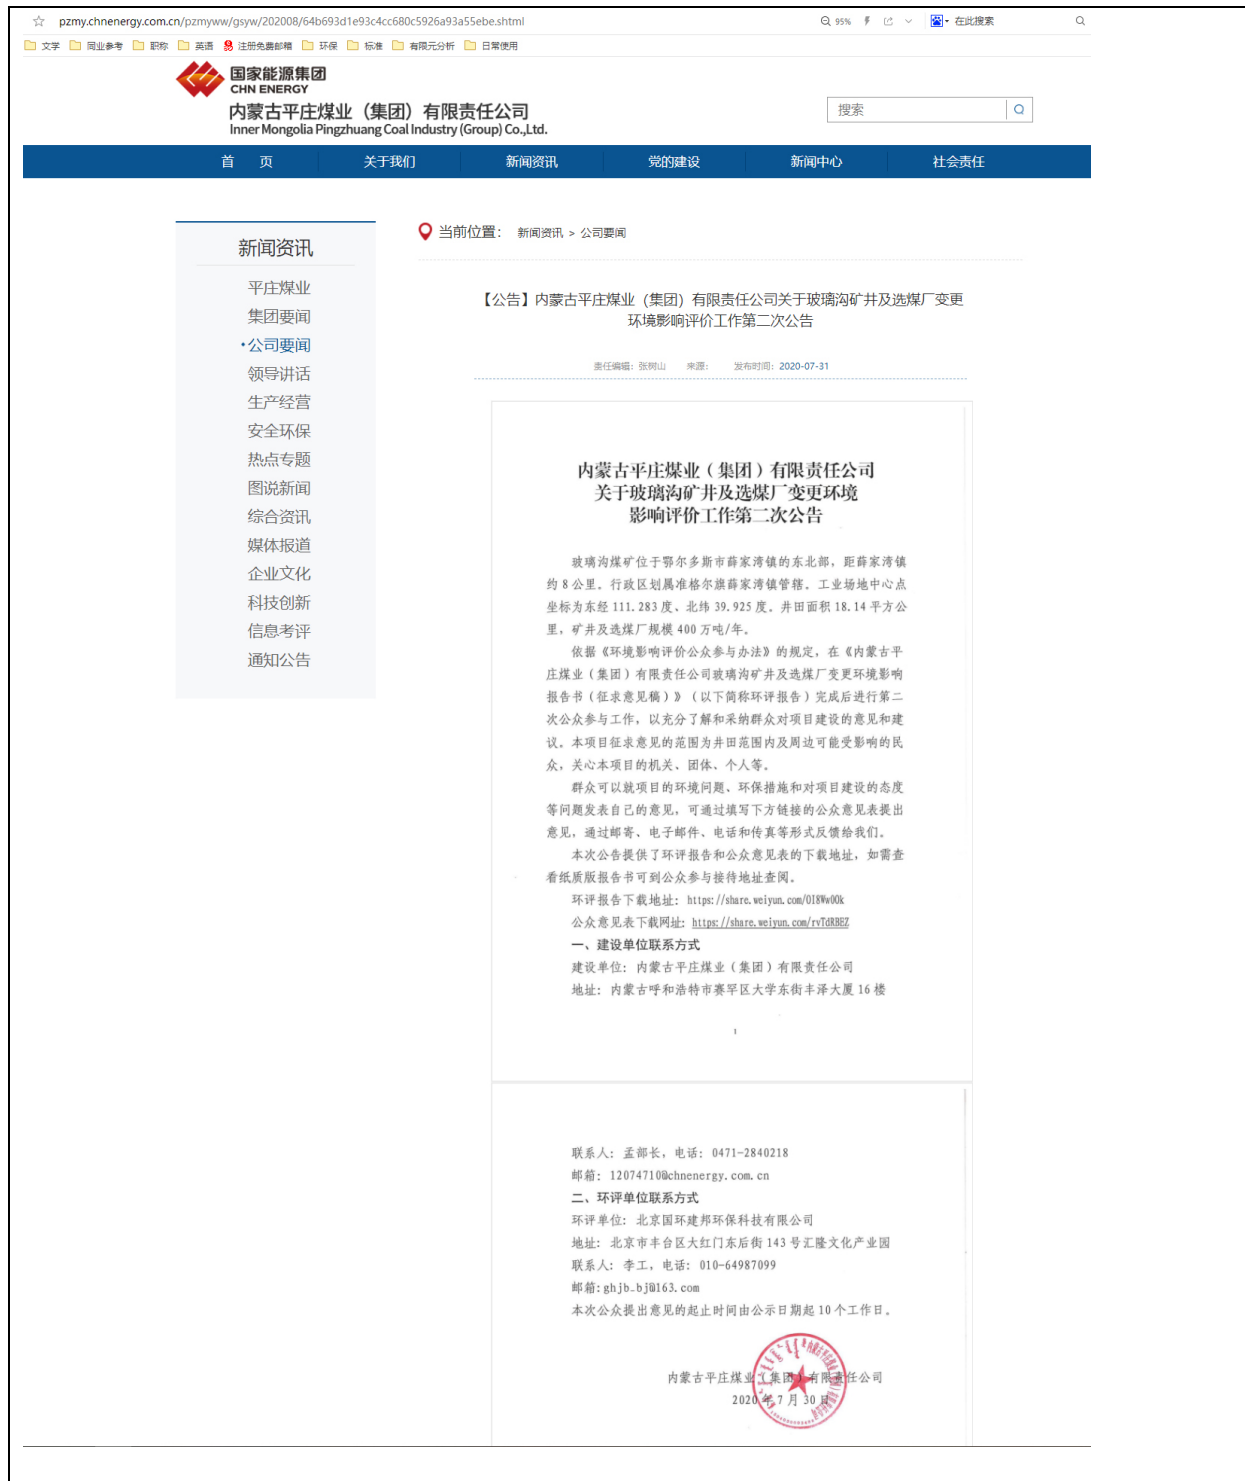 pzmy.chnenergy.com.cn/pzmyww/gsyw/202008/64b693d1e93c4cc680c5926a93a55ebe.shtml
95%
在此搜索
文学 同业参考 职称 英语 注册免费邮箱 环保 标准 有限元分析 日常使用
国家能源集团
CHN ENERGY
内蒙古平庄煤业（集团）有限责任公司
Inner Mongolia Pingzhuang Coal Industry (Group) Co.,Ltd.
搜索
首 页 关于我们 新闻资讯 党的建设 新闻中心 社会责任
新闻资讯
平庄煤业
集团要闻
·公司要闻
领导讲话
生产经营
安全环保
热点专题
图说新闻
综合资讯
媒体报道
企业文化
科技创新
信息考评
通知公告
当前位置： 新闻资讯 > 公司要闻
【公告】内蒙古平庄煤业（集团）有限责任公司关于玻璃沟矿井及选煤厂变更
环境影响评价工作第二次公告
责任编辑：张树山 来源： 发布时间：2020-07-31
内蒙古平庄煤业（集团）有限责任公司
关于玻璃沟矿井及选煤厂变更环境
影响评价工作第二次公告
玻璃沟煤矿位于鄂尔多斯市薛家湾镇的东北部，距薛家湾镇
约 8 公里。行政区划属准格尔旗薛家湾镇管辖。工业场地中心点
坐标为东经 111.283 度、北纬 39.925 度。井田面积 18.14 平方公
里，矿井及选煤厂规模 400 万吨/年。
依据《环境影响评价公众参与办法》的规定，在《内蒙古平
庄煤业（集团）有限责任公司玻璃沟矿井及选煤厂变更环境影响
报告书（征求意见稿）》（以下简称环评报告）完成后进行第二
次公众参与工作，以充分了解和采纳群众对项目建设的意见和建
议。本项目征求意见的范围为井田范围内及周边可能受影响的民
众，关心本项目的机关、团体、个人等。
群众可以就项目的环境问题、环保措施和对项目建设的态度
等问题发表自己的意见，可通过填写下方链接的公众意见表提出
意见，通过邮寄、电子邮件、电话和传真等形式反馈给我们。
本次公告提供了环评报告和公众意见表的下载地址，如需查
看纸质版报告书可到公众参与接待地址查阅。
环评报告下载地址：https://share.weiyun.com/0I8Ww0Ok
公众意见表下载网址：https://share.weiyun.com/rvTdRBEZ
一、建设单位联系方式
建设单位：内蒙古平庄煤业（集团）有限责任公司
地址：内蒙古呼和浩特市赛罕区大学东街丰泽大厦 16 楼
1
联系人：孟部长，电话：0471-2840218
邮箱：12074710@chnenergy.com.cn
二、环评单位联系方式
环评单位：北京国环建邦环保科技有限公司
地址：北京市丰台区大红门东后街 143 号汇隆文化产业园
联系人：李工，电话：010-64987099
邮箱:ghjb_bj@163.com
本次公众提出意见的起止时间由公示日期起 10 个工作日。
内蒙古平庄煤业（集团）有限责任公司
2020 年 7 月 30 日